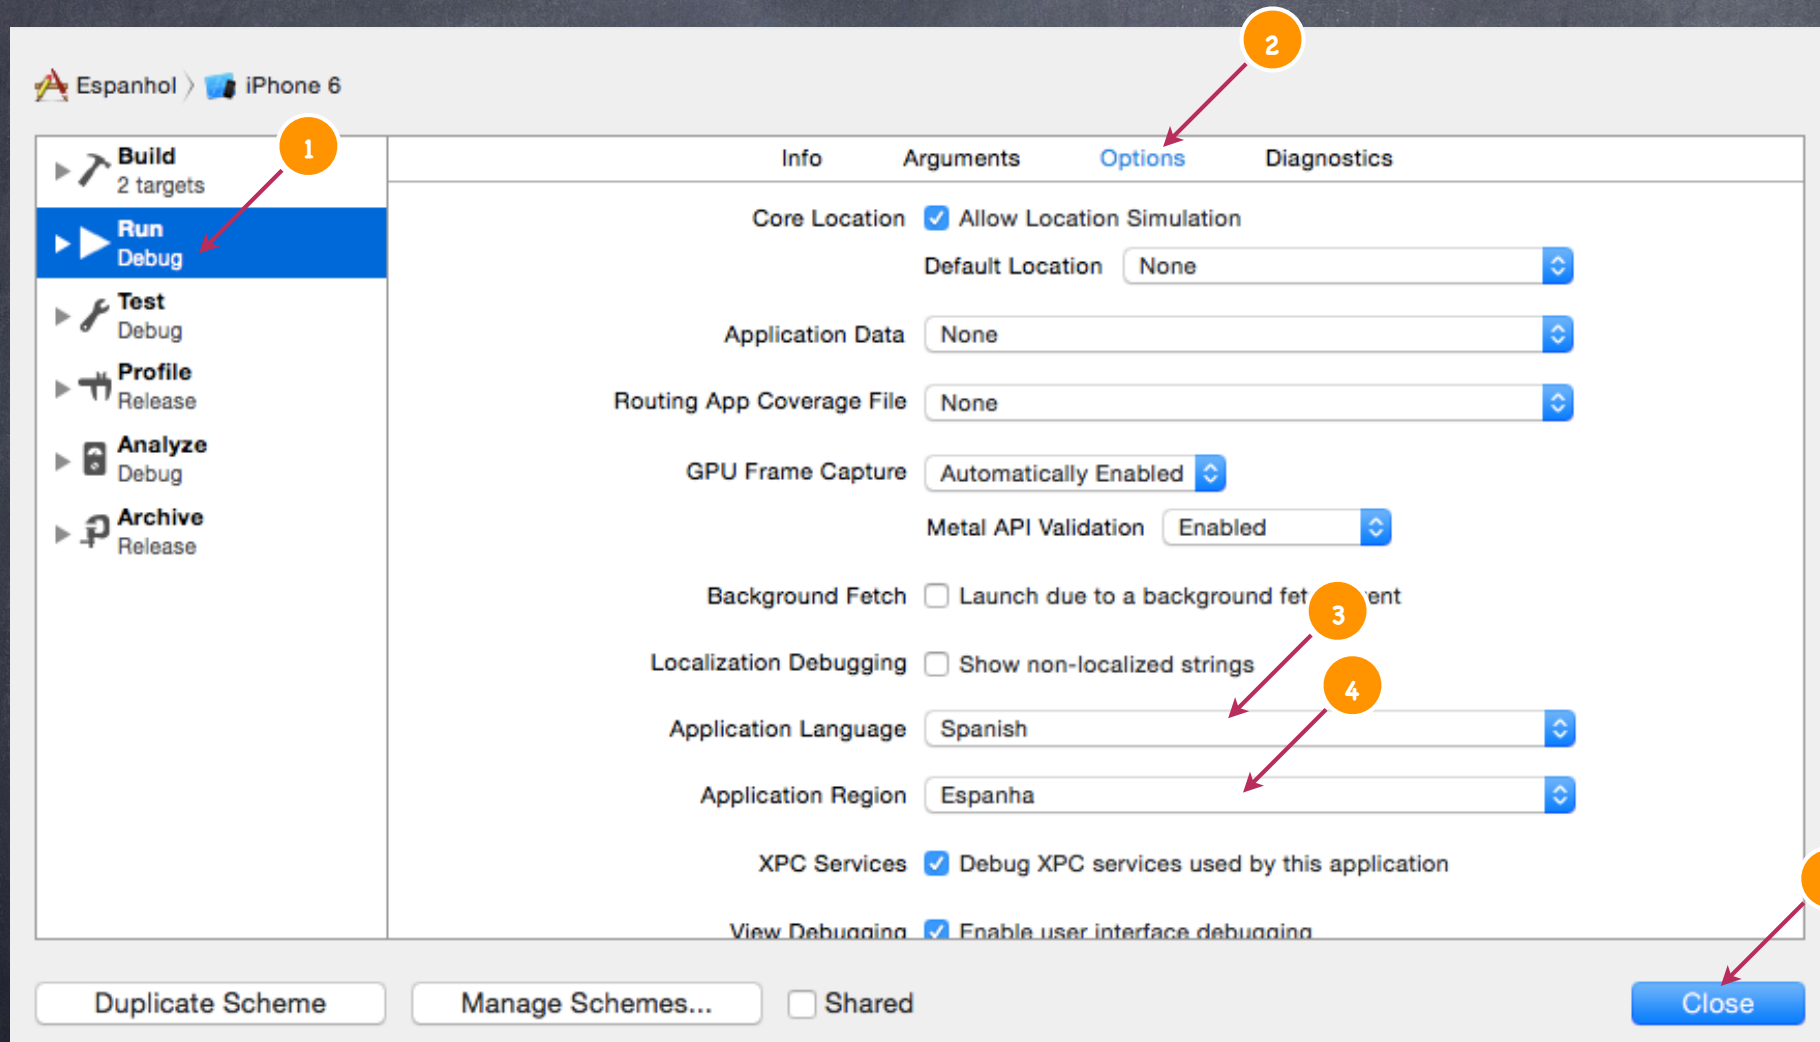 2
Espanhol 〉 iPhone 6
1
Build
2 targets
Run
Debug
Test
Debug
Profile
Release
Analyze
Debug
Archive
Release
Info Arguments Options Diagnostics
Core Location Allow Location Simulation
Default Location None
Application Data None
Routing App Coverage File None
GPU Frame Capture Automatically Enabled
Metal API Validation Enabled
Background Fetch Launch due to a background
3
Localization Debugging Show non-localized strings
4
Application Language Spanish
Application Region Espanha
XPC Services Debug XPC services used by this application
View Debugging Enable user interface debugging
Duplicate Scheme Manage Schemes... Shared Close